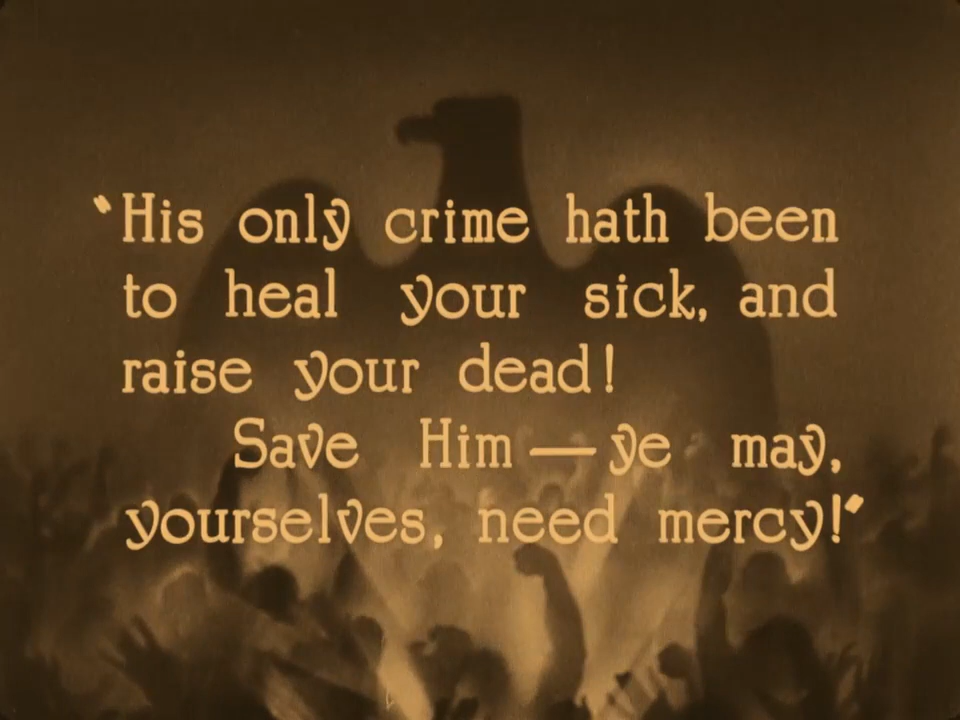 "His only crime hath been
to heal your sick, and
raise your dead!
Save Him — ye may,
yourselves, need mercy!"